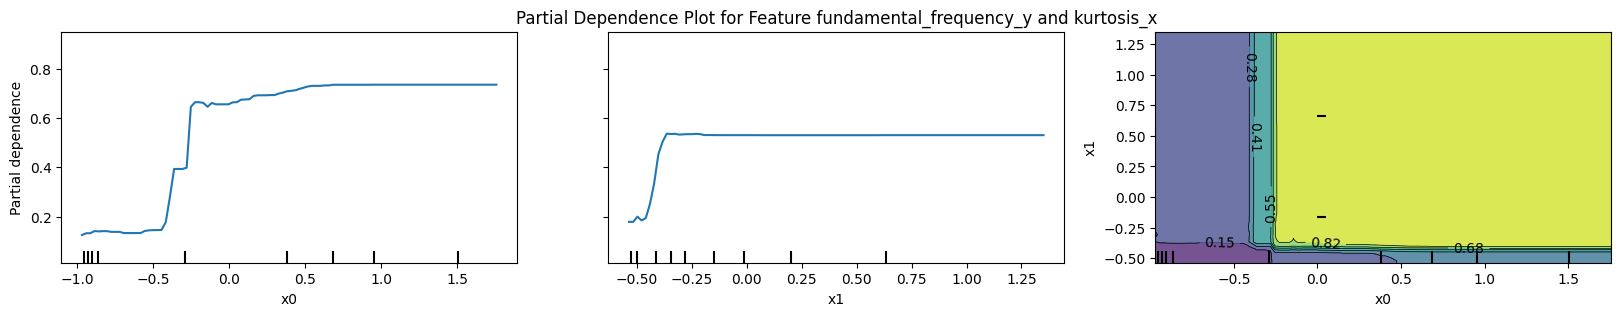 Partial Dependence Plot for Feature fundamental_frequency_y and kurtosis_x
Partial dependence
0.8
0.6
0.4
0.2
−1.0 −0.5 0.0 0.5 1.0 1.5
x0
−0.50 −0.25 0.00 0.25 0.50 0.75 1.00 1.25
x1
x1
1.25
1.00
0.75
0.50
0.25
0.00
−0.25
−0.50
0.28
0.41
0.55
0.15
0.82
0.68
−0.5 0.0 0.5 1.0 1.5
x0